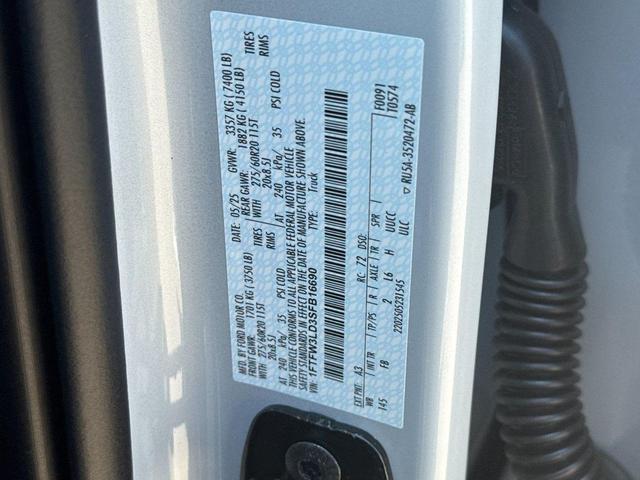 MFD. BY FORD MOTOR CO.
DATE: 05/25 GVWR: 3357 KG ( 7400 LB)
FRONT GAWR: 1701 KG ( 3750 LB) REAR GAWR: 1882 KG ( 4150 LB)
275/60R20 115T TIRES WITH 275/60R20 115T TIRES
20x8.5J RIMS 20x8.5J RIMS
AT 240 kPa/ 35 PSI COLD AT 240 kPa/ 35 PSI COLD
THIS VEHICLE CONFORMS TO ALL APPLICABLE FEDERAL MOTOR VEHICLE
SAFETY STANDARDS IN EFFECT ON THE DATE OF MANUFACTURE SHOWN ABOVE.
VIN: 1FTFW3LD3SFB16690 TYPE: Truck
EXT PNT: A3 RC: 72 DSO: F0091
WB INT TR TP/PS R AXLE TR SPR T0574
145 FB 2 L6 H UUCC
2202505231545 ULC ▽ RU5A-3520472-AB